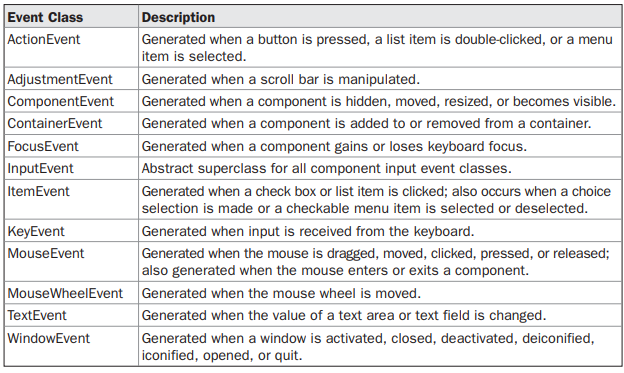 Event Class Description
ActionEvent Generated when a button is pressed, a list item is double-clicked, or a menu
item is selected.
AdjustmentEvent Generated when a scroll bar is manipulated.
ComponentEvent Generated when a component is hidden, moved, resized, or becomes visible.
ContainerEvent Generated when a component is added to or removed from a container.
FocusEvent Generated when a component gains or loses keyboard focus.
InputEvent Abstract superclass for all component input event classes.
ItemEvent Generated when a check box or list item is clicked; also occurs when a choice
selection is made or a checkable menu item is selected or deselected.
KeyEvent Generated when input is received from the keyboard.
MouseEvent Generated when the mouse is dragged, moved, clicked, pressed, or released;
also generated when the mouse enters or exits a component.
MouseWheelEvent Generated when the mouse wheel is moved.
TextEvent Generated when the value of a text area or text field is changed.
WindowEvent Generated when a window is activated, closed, deactivated, deiconified,
iconified, opened, or quit.